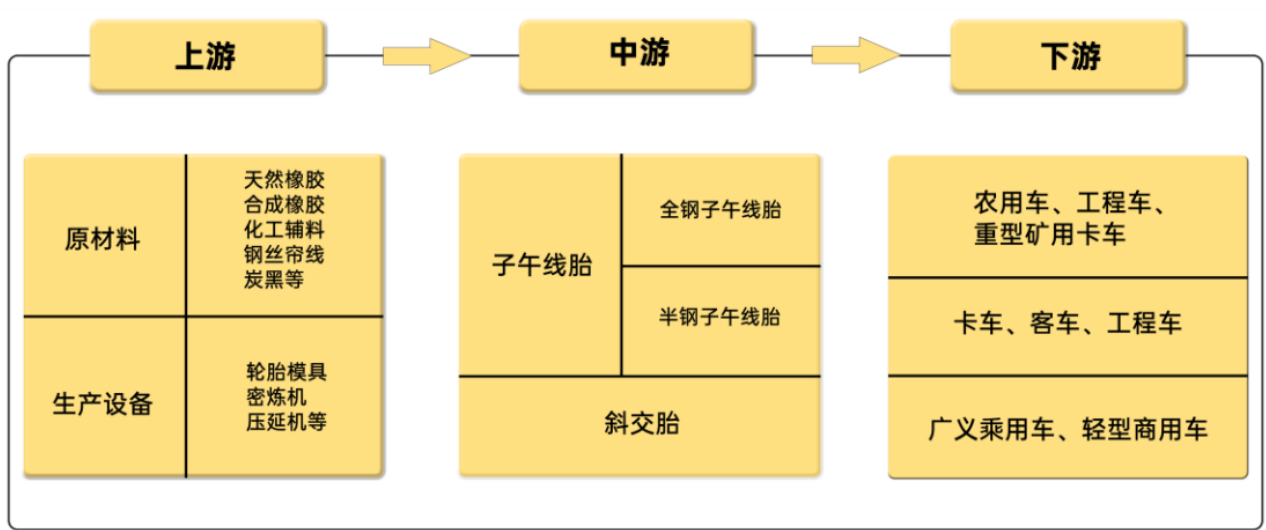 上游
中游
下游
原材料
天然橡胶
合成橡胶
化工辅料
钢丝帘线
炭黑等
生产设备
轮胎模具
密炼机
压延机等
子午线胎
全钢子午线胎
半钢子午线胎
斜交胎
农用车、工程车、
重型矿用卡车
卡车、客车、工程车
广义乘用车、轻型商用车